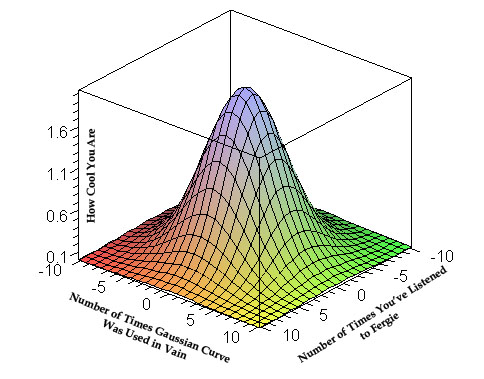 1.6
1.1
0.6
0.1
How Cool You Are
-10
-5
0
5
10
Number of Times Gaussian Curve
Was Used in Vain
10
5
0
-5
-10
Number of Times You've Listened
to Fergie